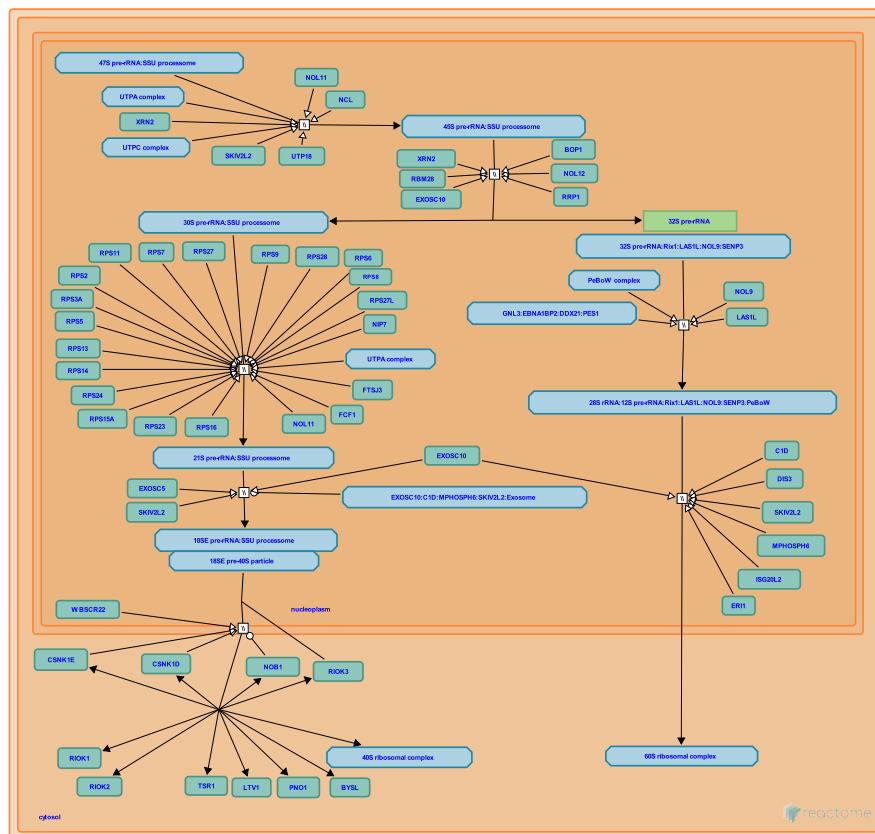 47S pre-rRNA:SSU processome
NOL11
UTPA complex
NCL
XRN2
45S pre-rRNA:SSU processome
UTPC complex
SKIV2L2
UTP18
XRN2
BOP1
RBM28
NOL12
EXOSC10
RRP1
30S pre-rRNA:SSU processome
32S pre-rRNA
32S pre-rRNA:Rix1:LAS1L:NOL9:SENP3
RPS11
RPS7
RPS27
RPS9
RPS28
RPS6
RPS2
RPS8
PeBoW complex
RPS3A
RPS27L
NOL9
RPS5
NIP7
GNL3:EBNA1BP2:DDX21:PES1
LAS1L
RPS13
UTPA complex
RPS14
RPS24
FTSJ3
28S rRNA:12S pre-rRNA:Rix1:LAS1L:NOL9:SENP3:PeBoW
RPS15A
RPS23
RPS16
NOL11
FCF1
21S pre-rRNA:SSU processome
EXOSC10
C1D
EXOSC5
DIS3
SKIV2L2
EXOSC10:C1D:MPHOSPH6:SKIV2L2:Exosome
SKIV2L2
18SE pre-rRNA:SSU processome
MPHOSPH6
18SE pre-40S particle
ISG20L2
WBSCR22
nucleoplasm
ERI1
CSNK1E
CSNK1D
NOB1
RIOK3
RIOK1
40S ribosomal complex
60S ribosomal complex
RIOK2
TSR1
LTV1
PNO1
BYSL
cytosol
reactome